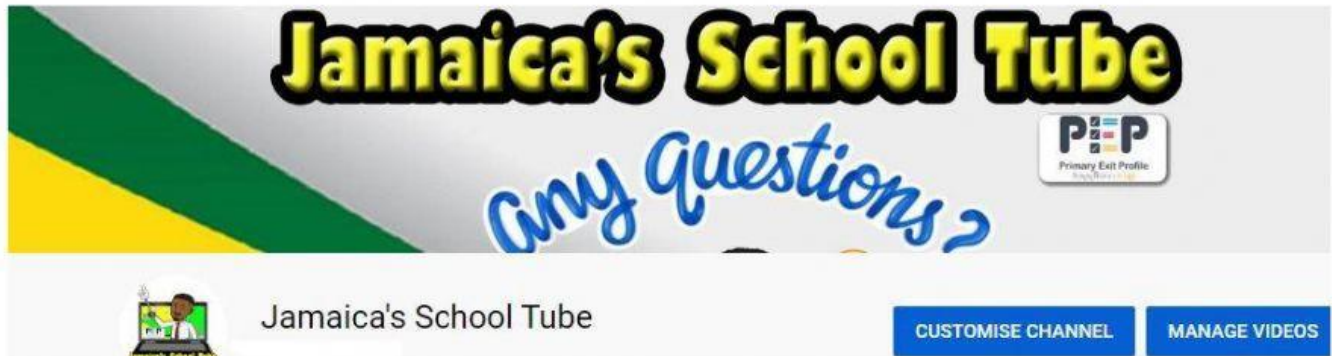 Jamaica's School Tube
any questions?
PEP
Primary Exit Profile
Jamaica's School Tube
CUSTOMISE CHANNEL
MANAGE VIDEOS